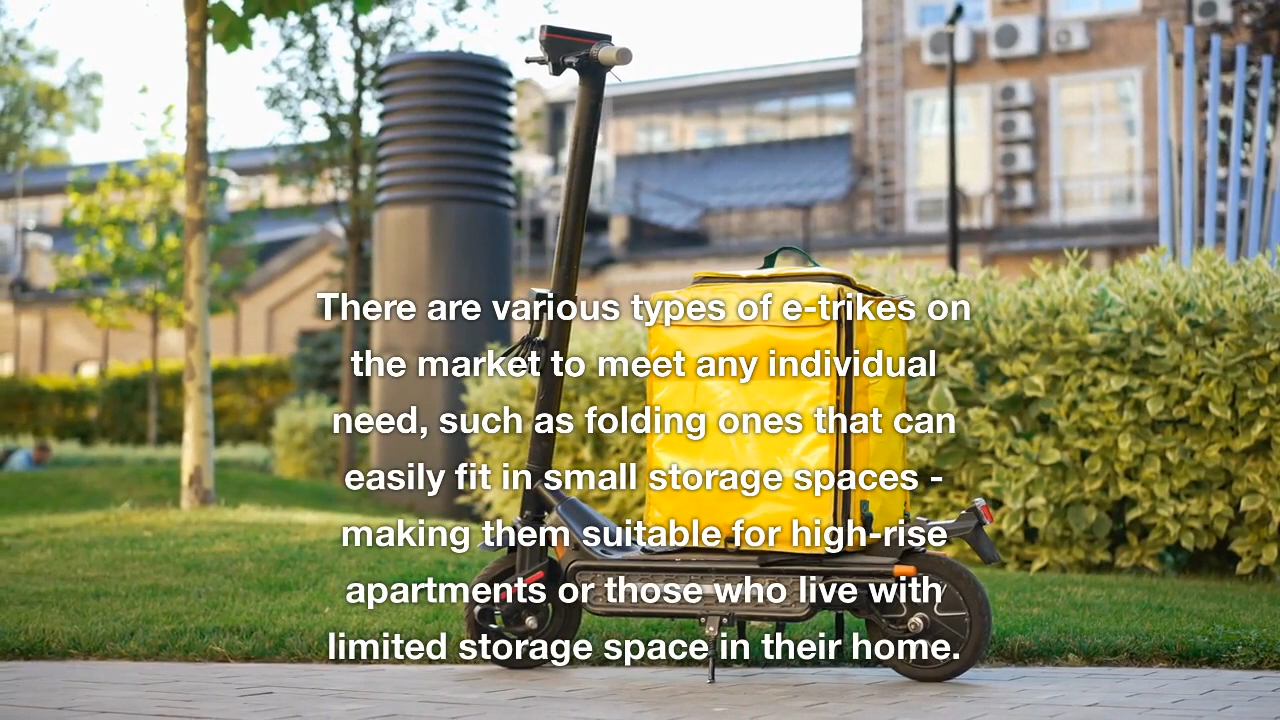 There are various types of e-trikes on
the market to meet any individual
need, such as folding ones that can
easily fit in small storage spaces -
making them suitable for high-rise
apartments or those who live with
limited storage space in their home.